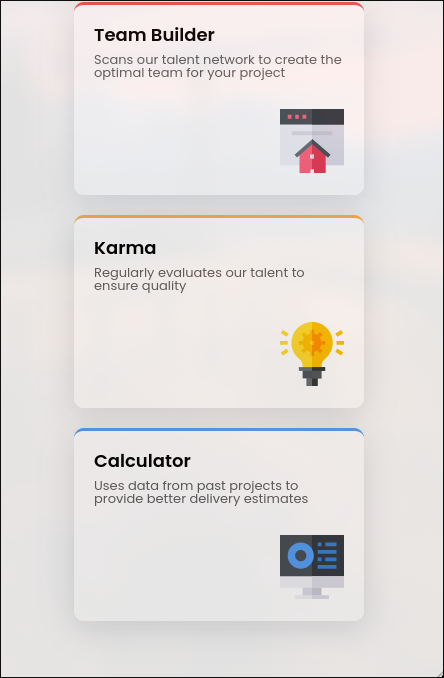 Team Builder
Scans our talent network to create the
optimal team for your project
Karma
Regularly evaluates our talent to
ensure quality
Calculator
Uses data from past projects to
provide better delivery estimates